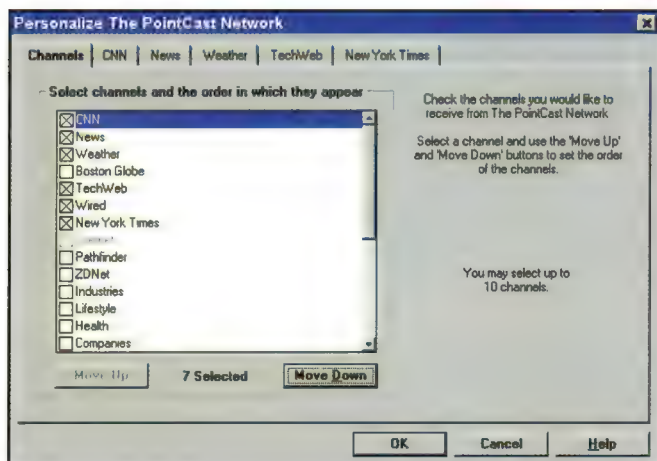 Personalize The PointCast Network
Channels CNN News Weather TechWeb New York Times
Select channels and the order in which they appear
CNN
News
Weather
Boston Globe
TechWeb
Wired
New York Times
Pathfinder
ZDNet
Industries
Lifestyle
Health
Companies
Move Up 7 Selected Move Down
Check the channels you would like to
receive from The PointCast Network
Select a channel and use the 'Move Up'
and 'Move Down' buttons to set the order
of the channels.
You may select up to
10 channels.
OK Cancel Help